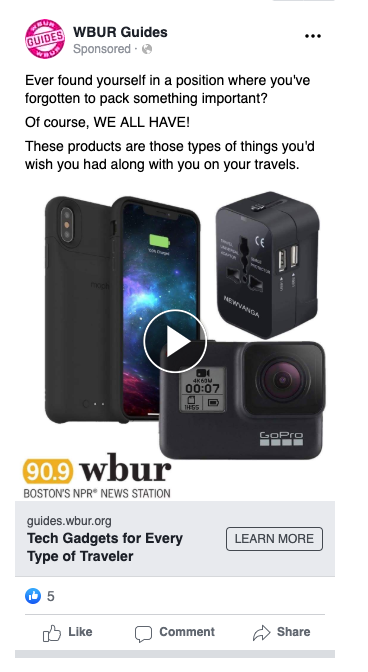 WBUR
GUIDES
WBUR
WBUR Guides
Sponsored ·
Ever found yourself in a position where you've
forgotten to pack something important?
Of course, WE ALL HAVE!
These products are those types of things you'd
wish you had along with you on your travels.
CE
NEWVANGA
mophie
4K60W
00:07
GoPro
90.9 wbur
BOSTON'S NPR® NEWS STATION
guides.wbur.org
Tech Gadgets for Every
Type of Traveler
LEARN MORE
5
Like
Comment
Share